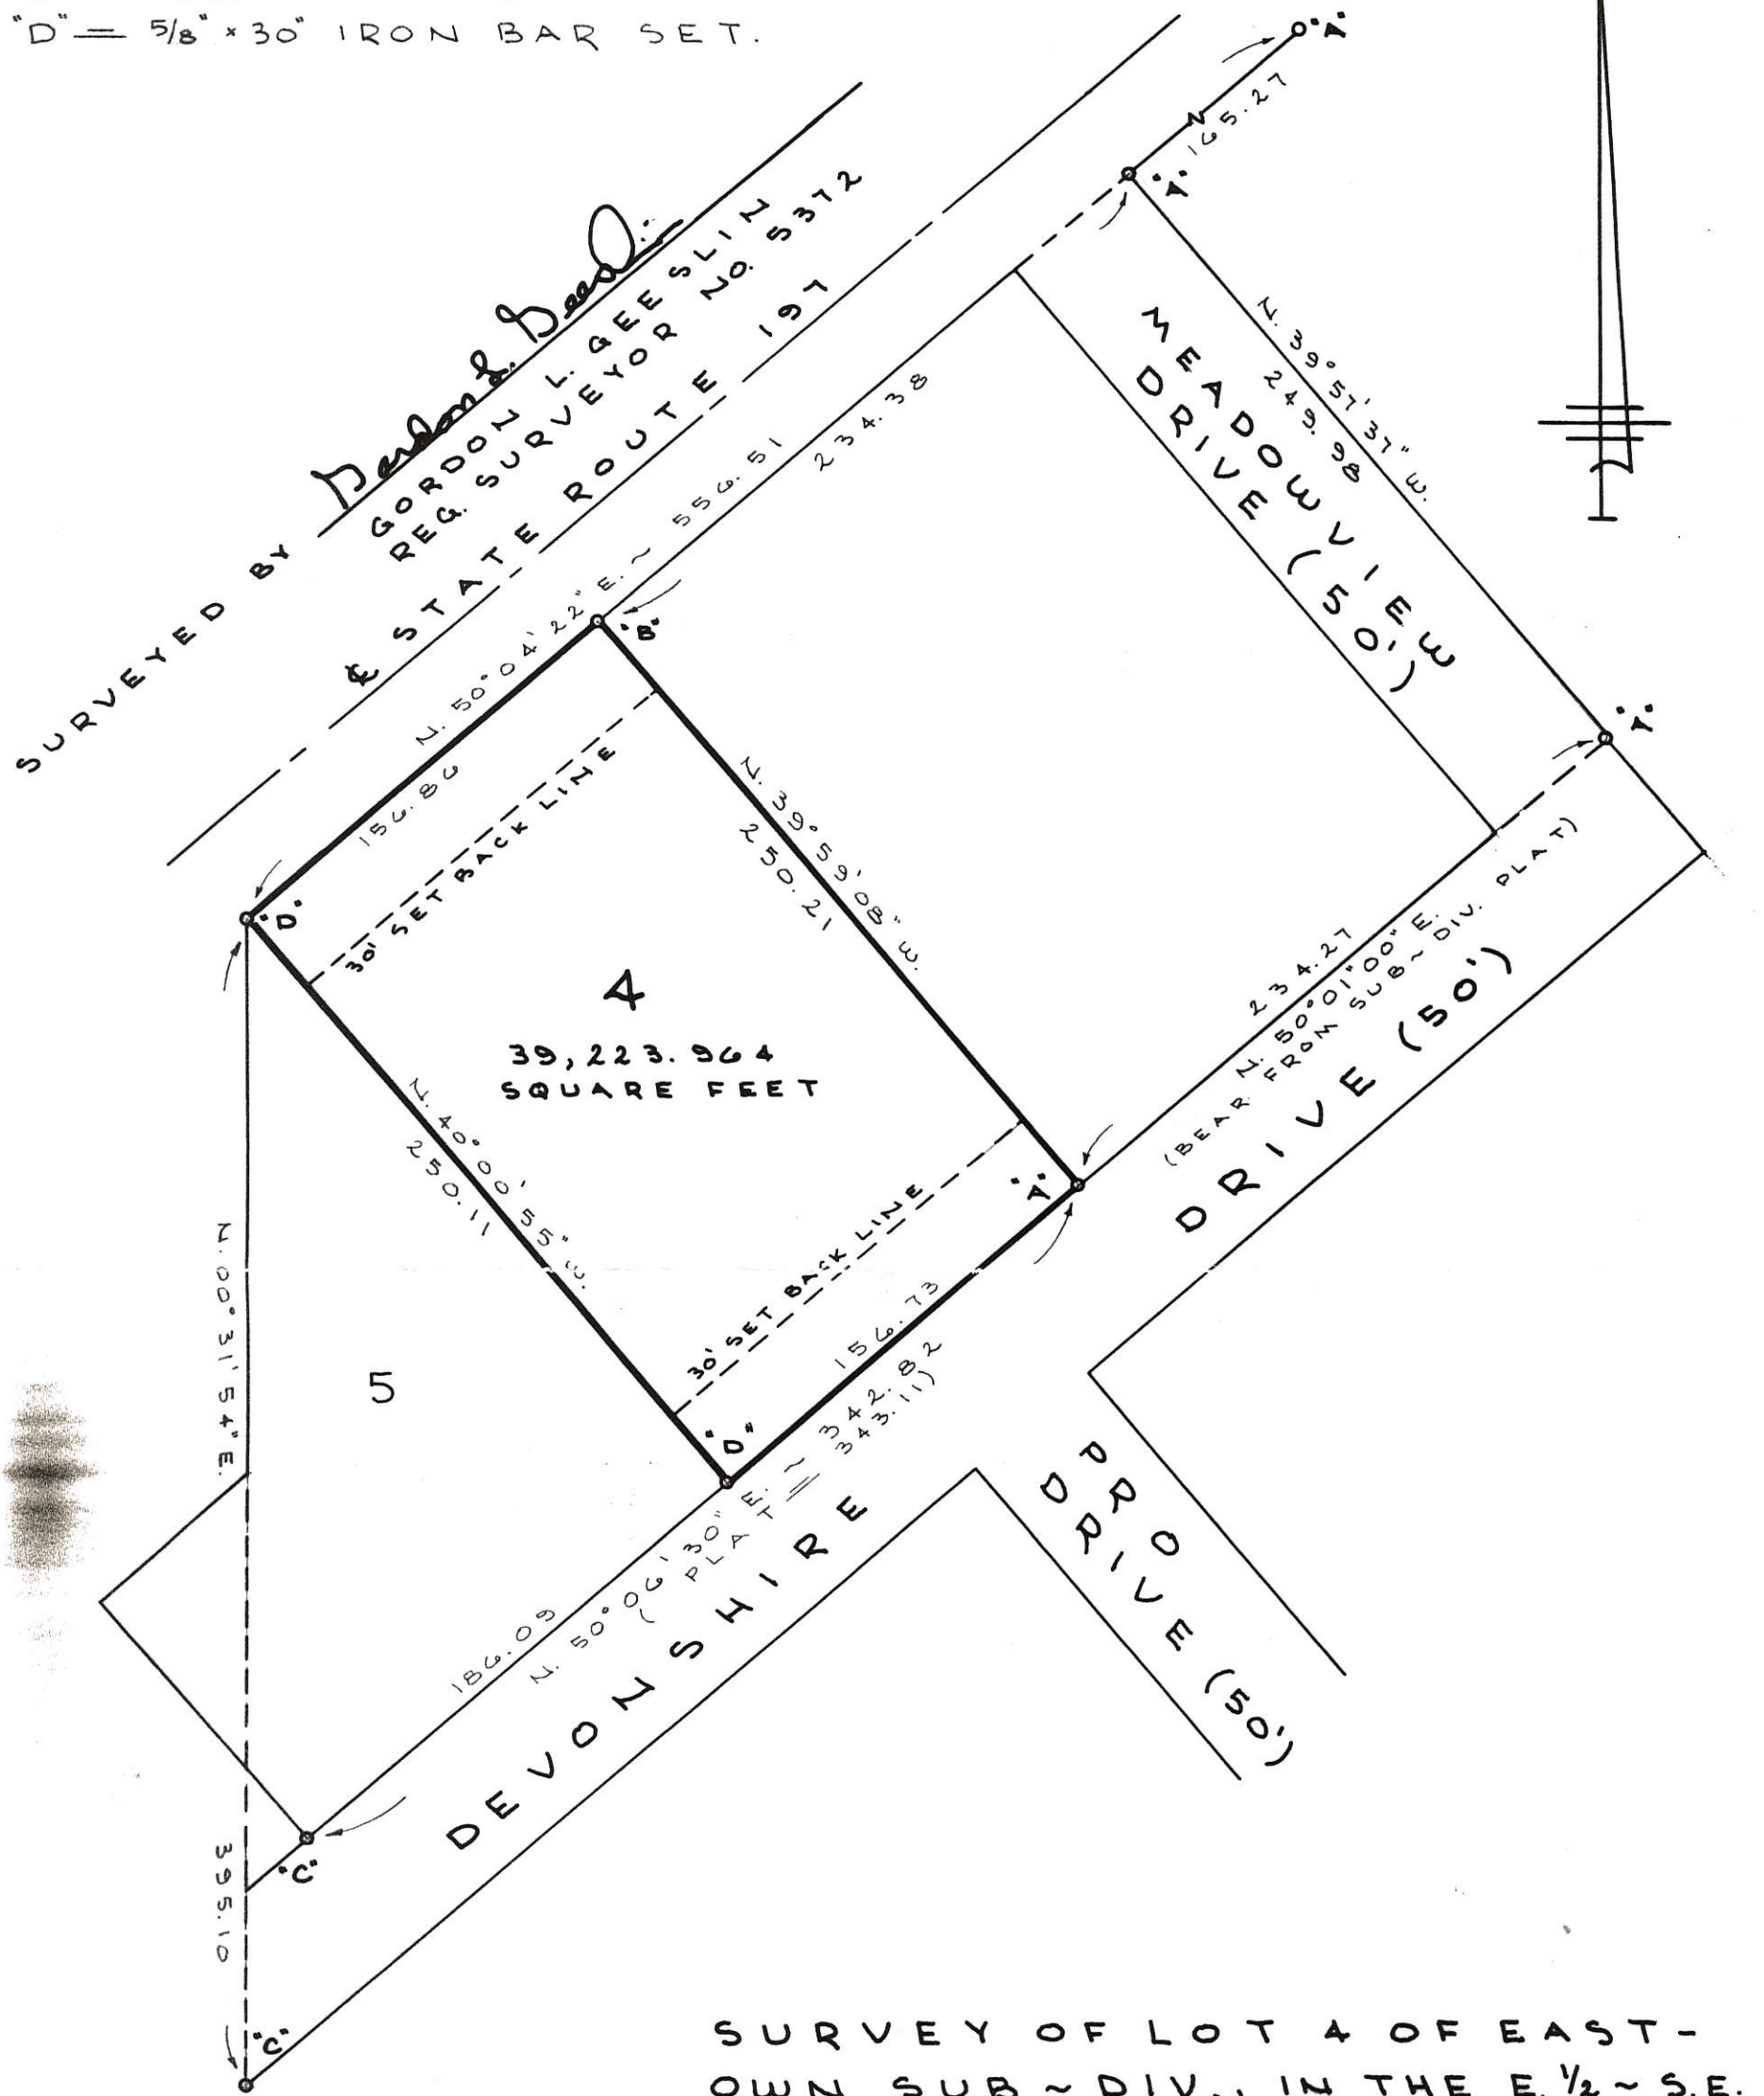 "D" = 5/8" x 30" IRON BAR SET.
SURVEYED BY
GORDON L. GEESLIN
REG. SURVEYOR NO. 5372
℄ STATE ROUTE 197
"A"
165.27
"A"
N. 39° 57' 37" W.
249.98
MEADOWVIEW
DRIVE (50')
N. 50° 04' 22" E. ~ 556.51
234.38
"B"
156.86
30' SET BACK LINE
"D"
N. 39° 59' 08" W.
250.21
"A"
4
39,223.964
SQUARE FEET
N. 40° 00' 55" W.
250.11
"A"
234.27
N. 50° 01' 00" E.
(BEAR. FROM SUB~DIV. PLAT)
30' SET BACK LINE
156.73
"D"
N. 00° 31' 54" E.
395.10
5
186.09
N. 50° 06' 30" E. ~ 342.82
(PLAT = 343.11)
DEVONSHIRE DRIVE (50')
PRO
DRIVE (50')
"C"
"C"
SURVEY OF LOT 4 OF EAST-
OWN SUB~DIV., IN THE E.½~S.E.